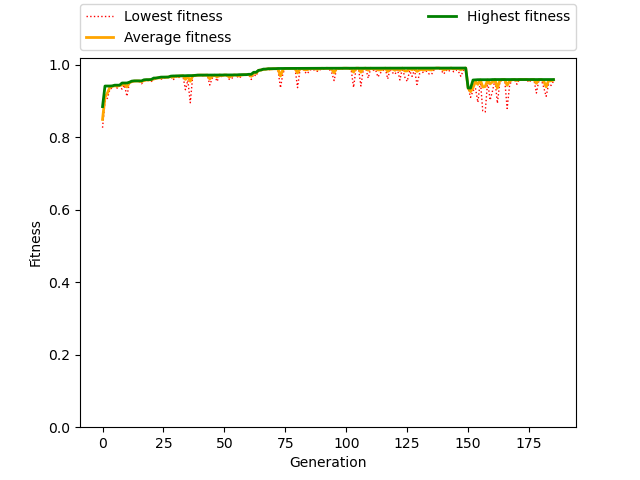 Lowest fitness
Average fitness
Highest fitness
1.0
0.8
0.6
0.4
0.2
0.0
Fitness
0 25 50 75 100 125 150 175
Generation